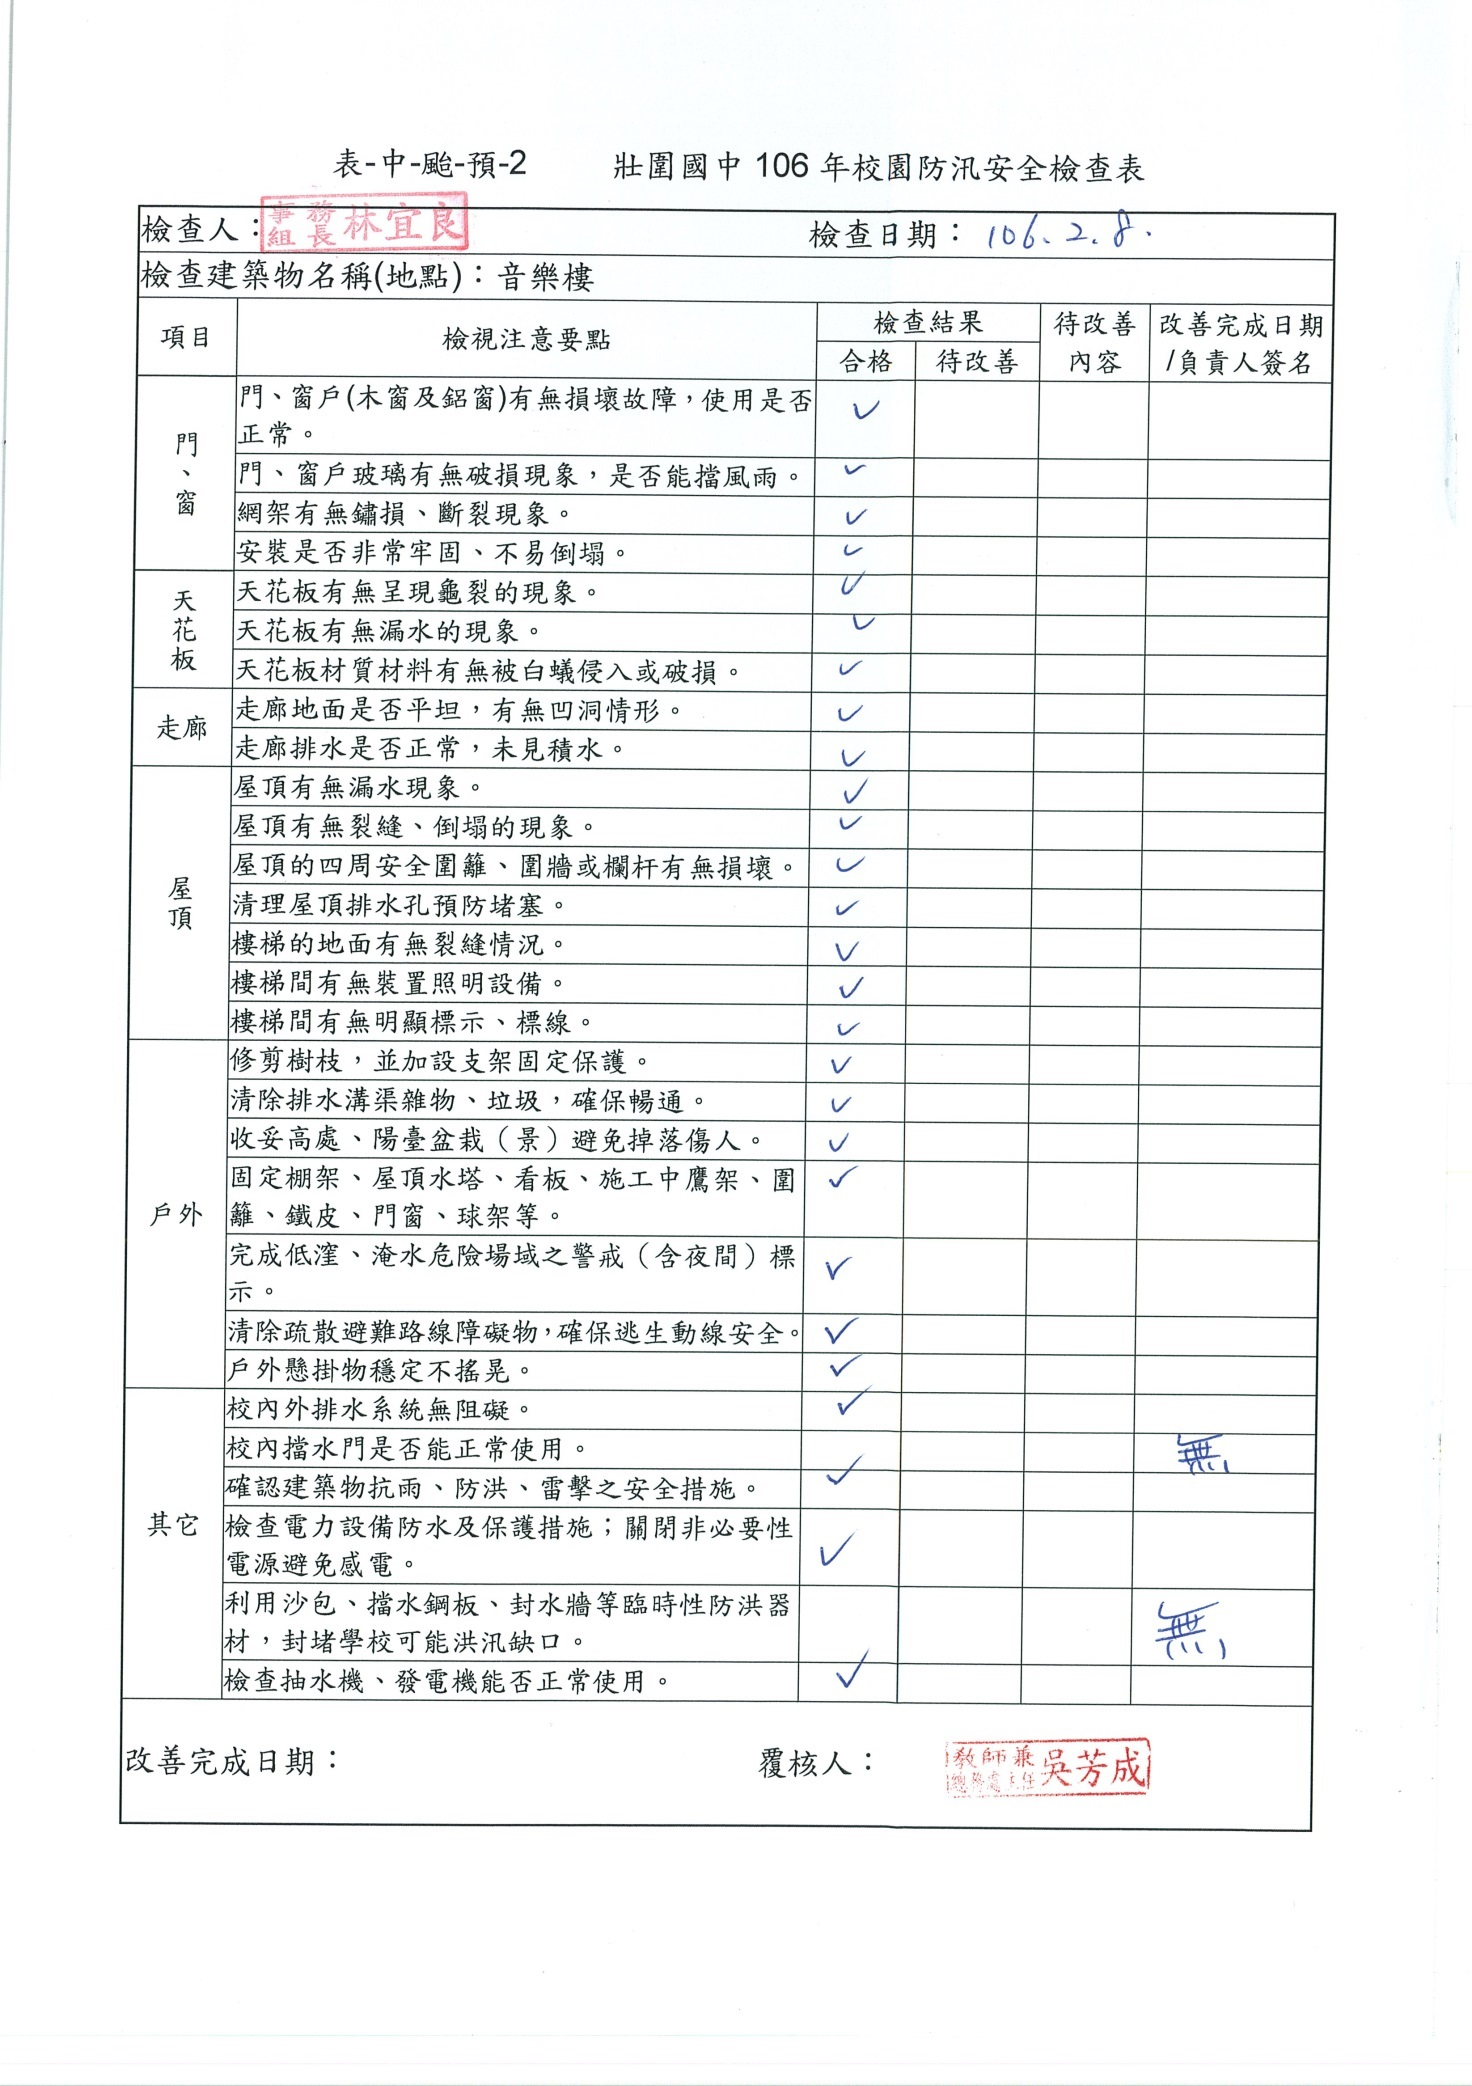 表-中-颱-預-2 壯圍國中 106 年校園防汛安全檢查表
檢查人： 事務組長 林宜良 檢查日期： 106.2.8.
檢查建築物名稱(地點)：音樂樓
項目 檢視注意要點 檢查結果 待改善內容 改善完成日期/負責人簽名
合格 待改善
門、窗
門、窗戶(木窗及鋁窗)有無損壞故障，使用是否
正常。 ✓
門、窗戶玻璃有無破損現象，是否能擋風雨。 ✓
網架有無鏽損、斷裂現象。 ✓
安裝是否非常牢固、不易倒塌。 ✓
天花板
天花板有無呈現龜裂的現象。 ✓
天花板有無漏水的現象。 ✓
天花板材質材料有無被白蟻侵入或破損。 ✓
走廊
走廊地面是否平坦，有無凹洞情形。 ✓
走廊排水是否正常，未見積水。 ✓
屋頂
屋頂有無漏水現象。 ✓
屋頂有無裂縫、倒塌的現象。 ✓
屋頂的四周安全圍籬、圍牆或欄杆有無損壞。 ✓
清理屋頂排水孔預防堵塞。 ✓
樓梯的地面有無裂縫情況。 ✓
樓梯間有無裝置照明設備。 ✓
樓梯間有無明顯標示、標線。 ✓
戶外
修剪樹枝，並加設支架固定保護。 ✓
清除排水溝渠雜物、垃圾，確保暢通。 ✓
收妥高處、陽臺盆栽（景）避免掉落傷人。 ✓
固定棚架、屋頂水塔、看板、施工中鷹架、圍
籬、鐵皮、門窗、球架等。 ✓
完成低漥、淹水危險場域之警戒（含夜間）標
示。 ✓
清除疏散避難路線障礙物，確保逃生動線安全。 ✓
戶外懸掛物穩定不搖晃。 ✓
其它
校內外排水系統無阻礙。 ✓
校內擋水門是否能正常使用。 無
確認建築物抗雨、防洪、雷擊之安全措施。 ✓
檢查電力設備防水及保護措施；關閉非必要性
電源避免感電。 ✓
利用沙包、擋水鋼板、封水牆等臨時性防洪器
材，封堵學校可能洪汛缺口。 無
檢查抽水機、發電機能否正常使用。 ✓
改善完成日期： 覆核人： 教師兼總務處主任 吳芳成